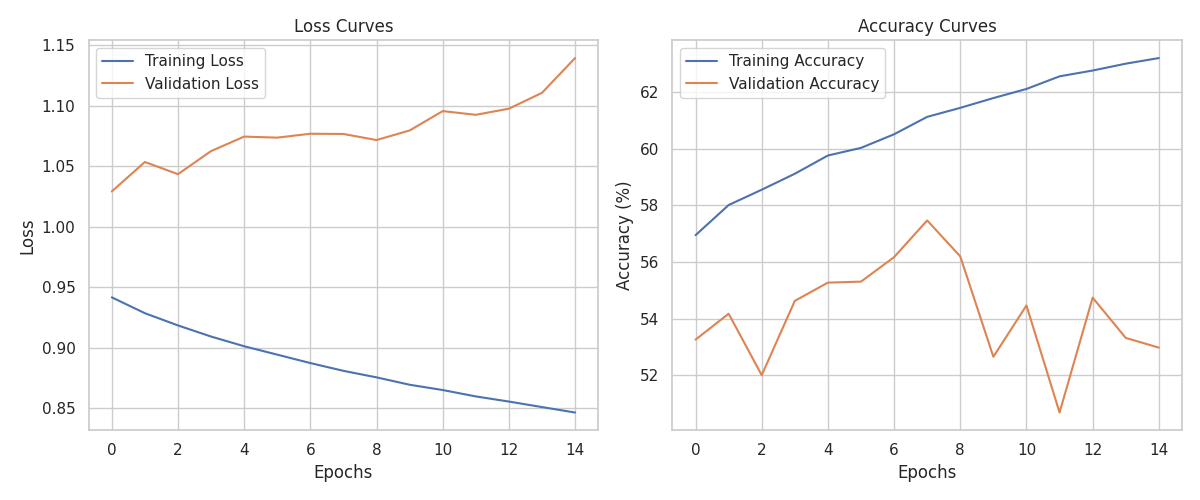 Loss Curves
Training Loss
Validation Loss
1.15
1.10
1.05
1.00
0.95
0.90
0.85
Loss
0 2 4 6 8 10 12 14
Epochs
Accuracy Curves
Training Accuracy
Validation Accuracy
62
60
58
56
54
52
Accuracy (%)
0 2 4 6 8 10 12 14
Epochs